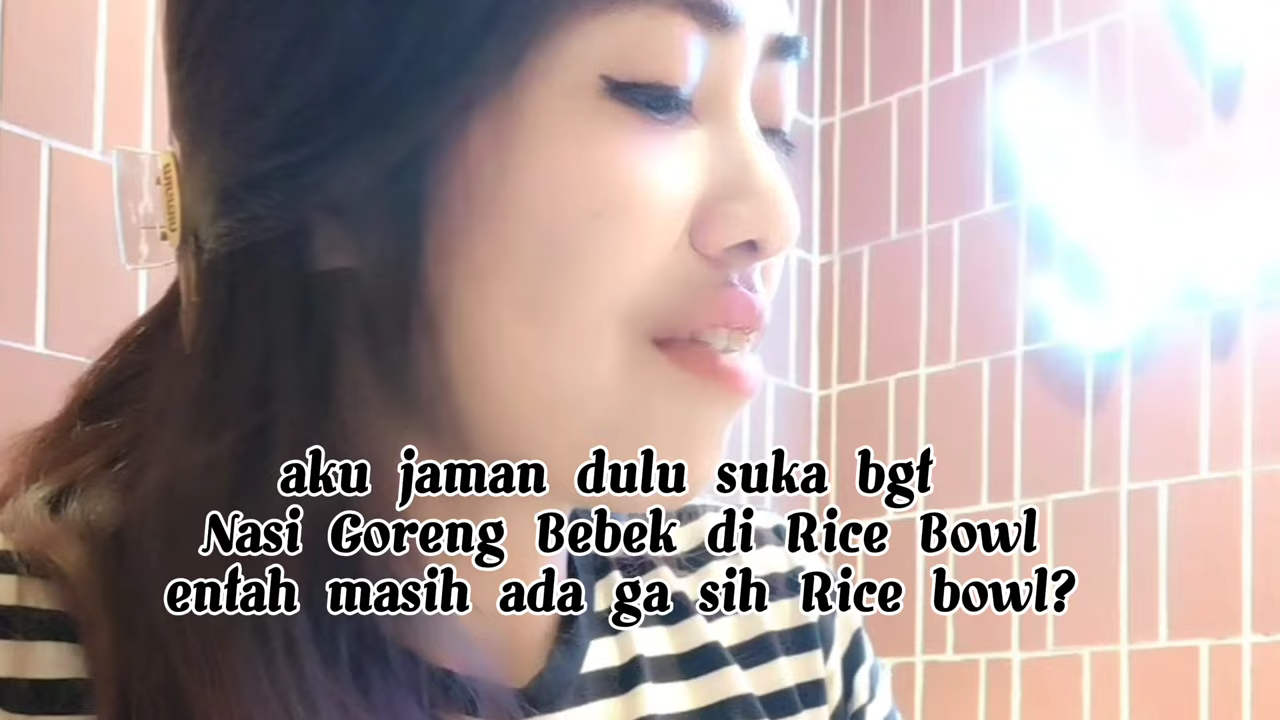 aku jaman dulu suka bgt
Nasi Goreng Bebek di Rice Bowl
entah masih ada ga sih Rice bowl?